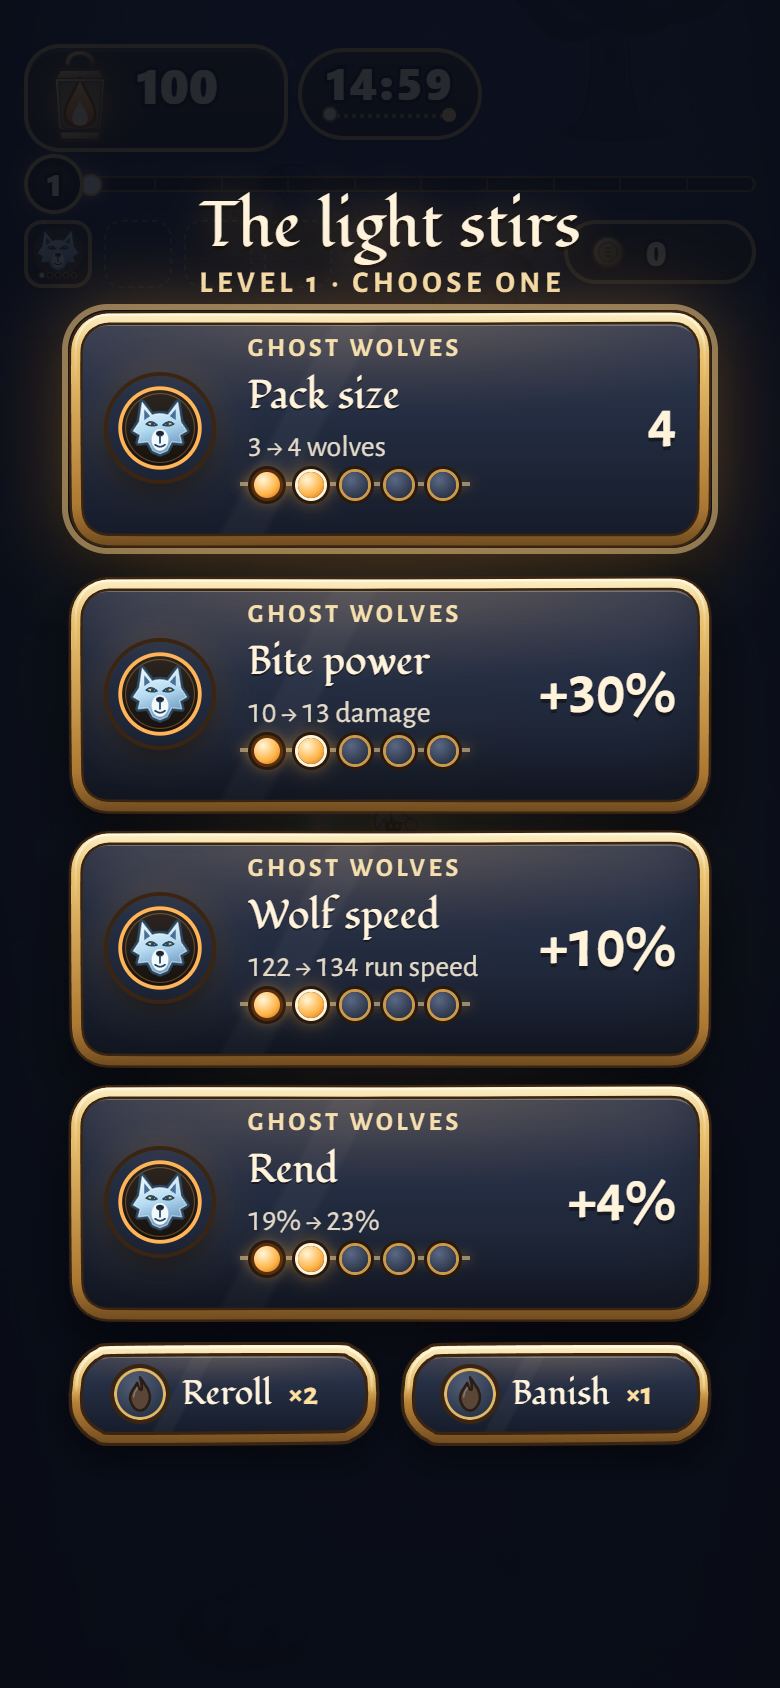 100
14:59
1
0
The light stirs
LEVEL 1 · CHOOSE ONE
GHOST WOLVES
Pack size
3 → 4 wolves
4
GHOST WOLVES
Bite power
10 → 13 damage
+30%
GHOST WOLVES
Wolf speed
122 → 134 run speed
+10%
GHOST WOLVES
Rend
19% → 23%
+4%
Reroll ×2
Banish ×1